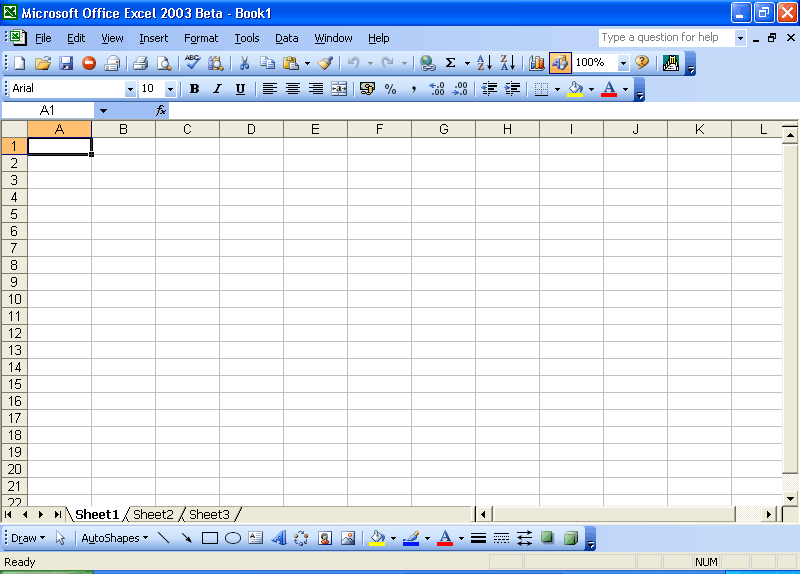 Microsoft Office Excel 2003 Beta - Book1
File Edit View Insert Format Tools Data Window Help Type a question for help
Σ A Z Z A 100% ?
Arial 10 B I U % , A
A1 fx
A B C D E F G H I J K L
1
2
3
4
5
6
7
8
9
10
11
12
13
14
15
16
17
18
19
20
21
22
Sheet1 Sheet2 Sheet3
Draw AutoShapes A A
Ready NUM